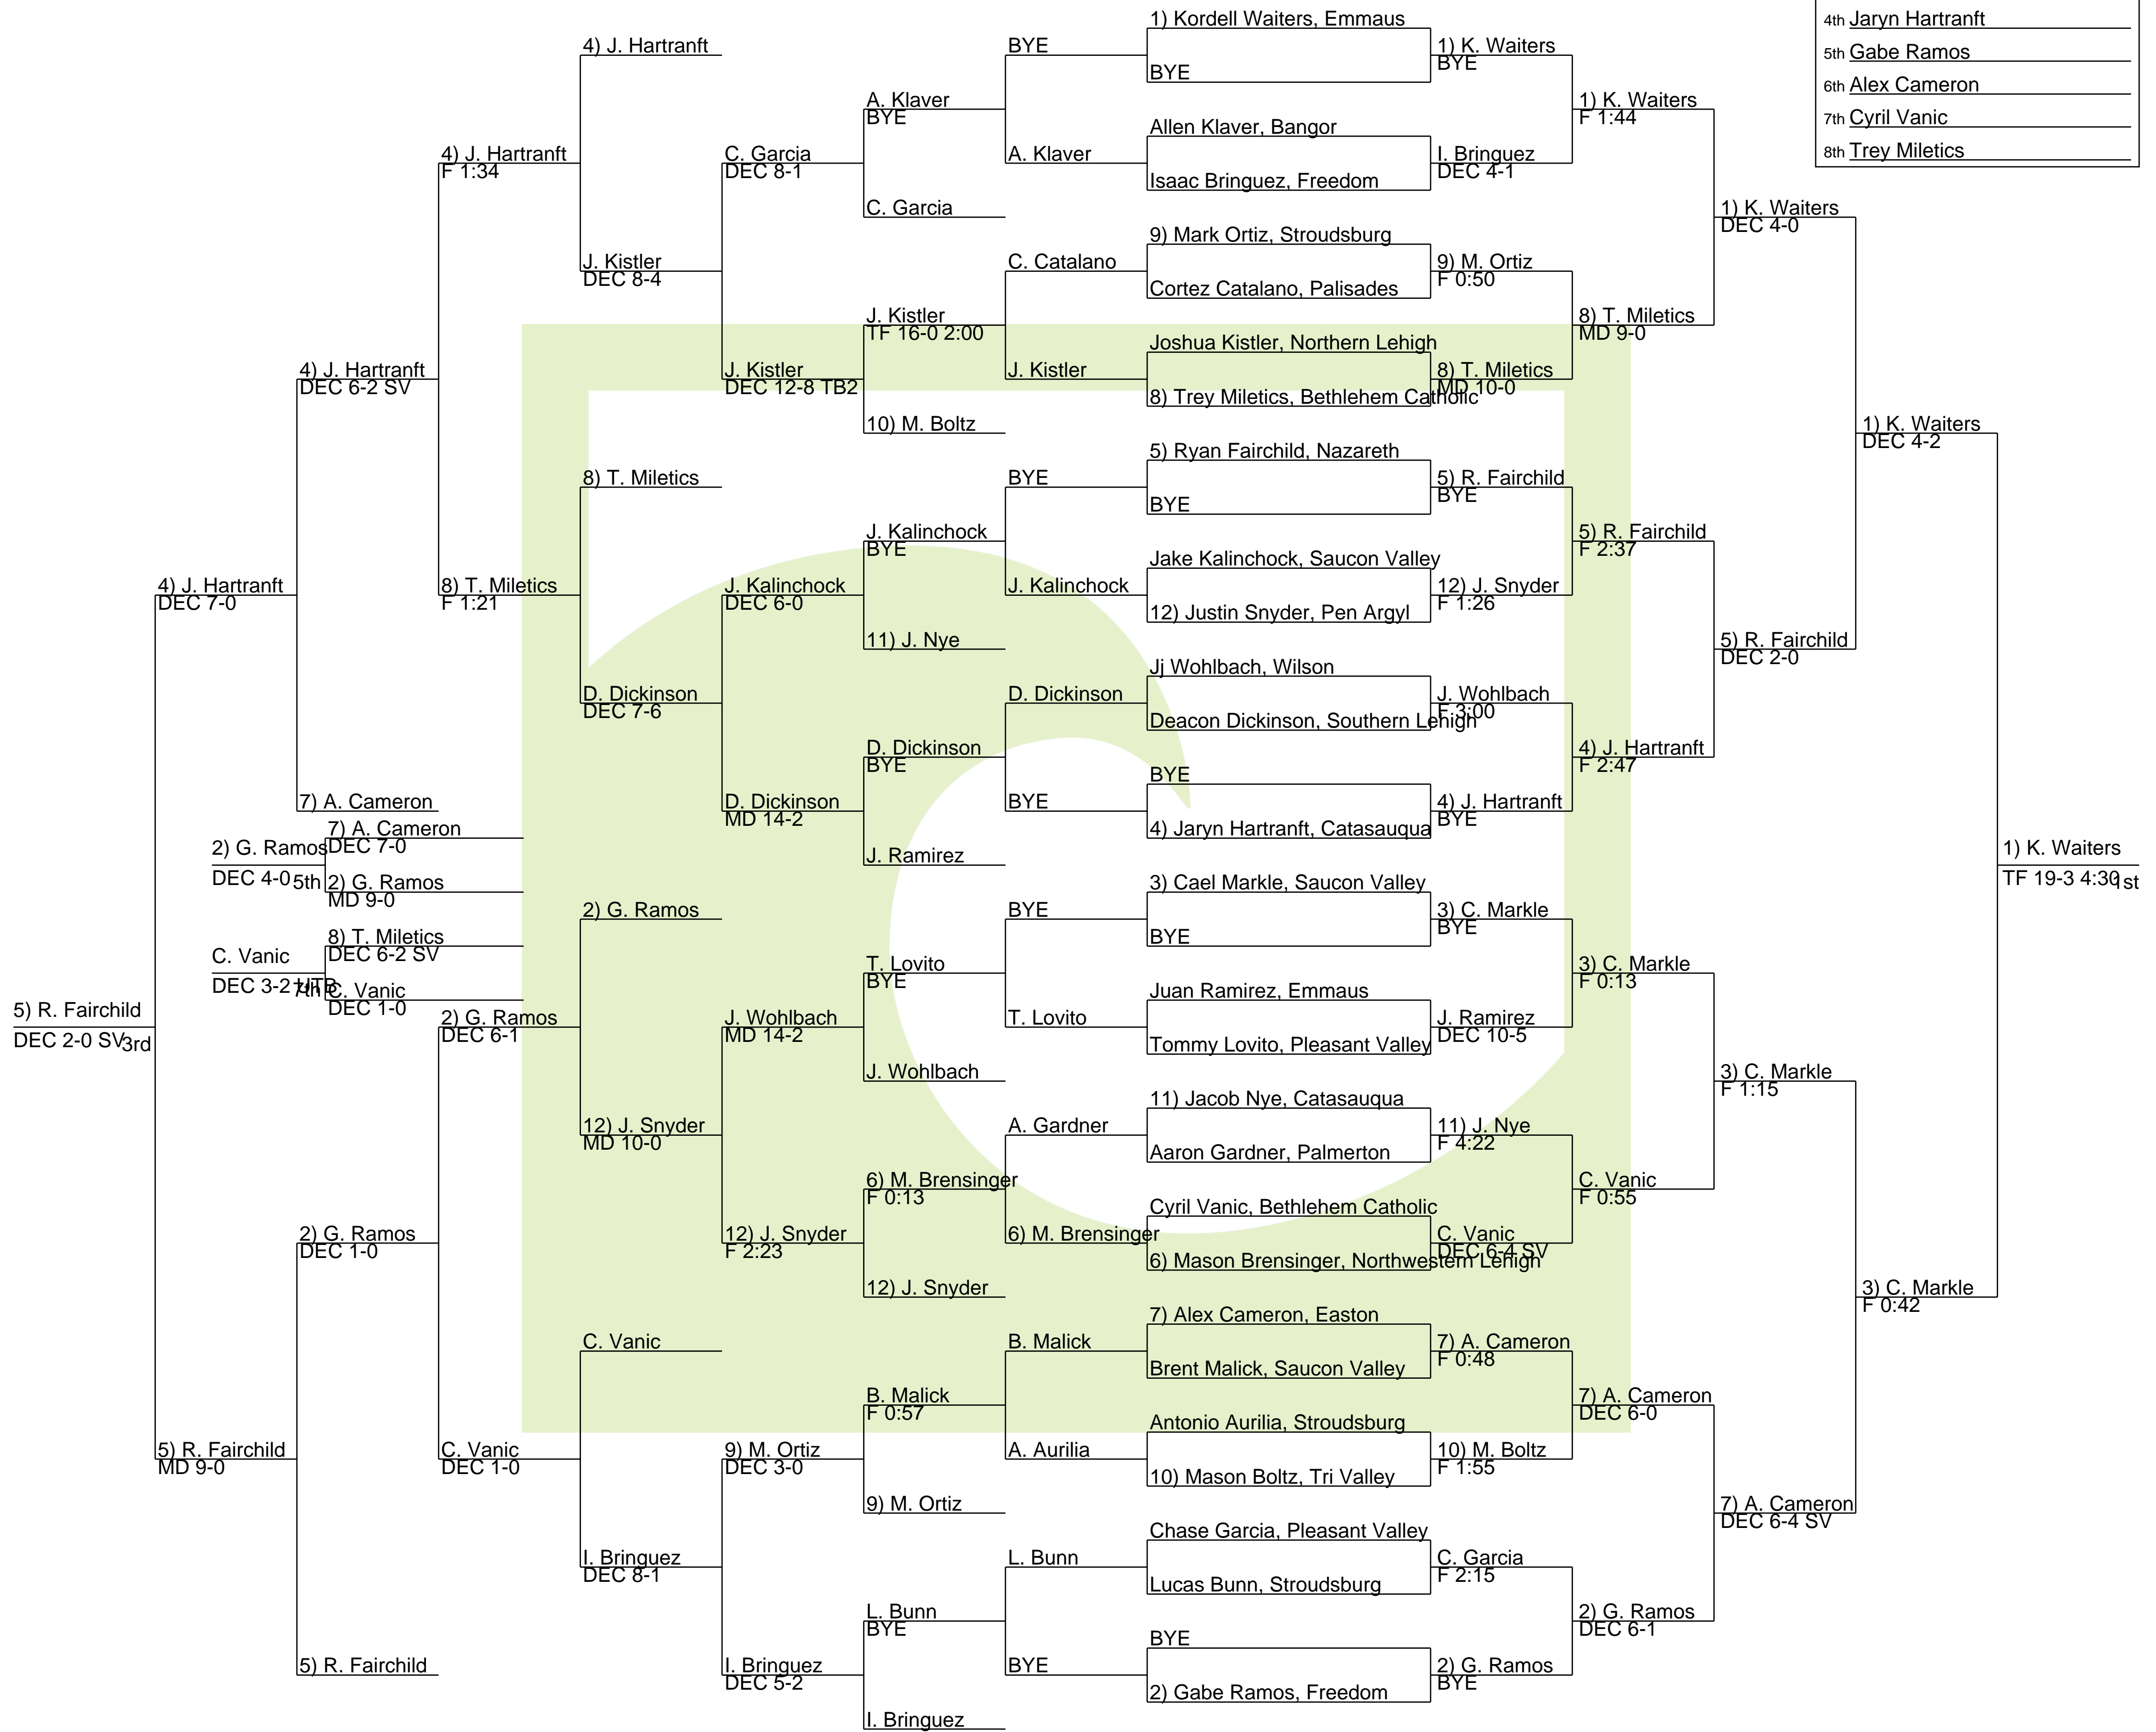 4th Jaryn Hartranft
5th Gabe Ramos
6th Alex Cameron
7th Cyril Vanic
8th Trey Miletics
5) R. Fairchild
DEC 2-0 SV
3rd
4) J. Hartranft
DEC 7-0
5) R. Fairchild
MD 9-0
4) J. Hartranft
DEC 6-2 SV
7) A. Cameron
2) G. Ramos
DEC 4-0
5th
7) A. Cameron
DEC 7-0
2) G. Ramos
MD 9-0
C. Vanic
DEC 3-2 UTB
7th
8) T. Miletics
DEC 6-2 SV
C. Vanic
DEC 1-0
2) G. Ramos
DEC 1-0
5) R. Fairchild
4) J. Hartranft
F 1:34
8) T. Miletics
F 1:21
2) G. Ramos
DEC 6-1
C. Vanic
DEC 1-0
4) J. Hartranft
J. Kistler
DEC 8-4
8) T. Miletics
D. Dickinson
DEC 7-6
2) G. Ramos
12) J. Snyder
MD 10-0
C. Vanic
I. Bringuez
DEC 8-1
C. Garcia
DEC 8-1
J. Kistler
DEC 12-8 TB2
J. Kalinchock
DEC 6-0
D. Dickinson
MD 14-2
J. Wohlbach
MD 14-2
12) J. Snyder
F 2:23
9) M. Ortiz
DEC 3-0
I. Bringuez
DEC 5-2
A. Klaver
BYE
C. Garcia
J. Kistler
TF 16-0 2:00
10) M. Boltz
J. Kalinchock
BYE
11) J. Nye
D. Dickinson
BYE
J. Ramirez
T. Lovito
BYE
J. Wohlbach
6) M. Brensinger
F 0:13
12) J. Snyder
B. Malick
F 0:57
9) M. Ortiz
L. Bunn
BYE
I. Bringuez
BYE
A. Klaver
C. Catalano
J. Kistler
BYE
J. Kalinchock
D. Dickinson
BYE
BYE
T. Lovito
A. Gardner
6) M. Brensinger
B. Malick
A. Aurilia
L. Bunn
BYE
1) Kordell Waiters, Emmaus
BYE
Allen Klaver, Bangor
Isaac Bringuez, Freedom
9) Mark Ortiz, Stroudsburg
Cortez Catalano, Palisades
Joshua Kistler, Northern Lehigh
8) Trey Miletics, Bethlehem Catholic
5) Ryan Fairchild, Nazareth
BYE
Jake Kalinchock, Saucon Valley
12) Justin Snyder, Pen Argyl
Jj Wohlbach, Wilson
Deacon Dickinson, Southern Lehigh
BYE
4) Jaryn Hartranft, Catasauqua
3) Cael Markle, Saucon Valley
BYE
Juan Ramirez, Emmaus
Tommy Lovito, Pleasant Valley
11) Jacob Nye, Catasauqua
Aaron Gardner, Palmerton
Cyril Vanic, Bethlehem Catholic
6) Mason Brensinger, Northwestern Lehigh
7) Alex Cameron, Easton
Brent Malick, Saucon Valley
Antonio Aurilia, Stroudsburg
10) Mason Boltz, Tri Valley
Chase Garcia, Pleasant Valley
Lucas Bunn, Stroudsburg
BYE
2) Gabe Ramos, Freedom
1) K. Waiters
BYE
I. Bringuez
DEC 4-1
9) M. Ortiz
F 0:50
8) T. Miletics
MD 10-0
5) R. Fairchild
BYE
12) J. Snyder
F 1:26
J. Wohlbach
F 3:00
4) J. Hartranft
BYE
3) C. Markle
BYE
J. Ramirez
DEC 10-5
11) J. Nye
F 4:22
C. Vanic
DEC 6-4 SV
7) A. Cameron
F 0:48
10) M. Boltz
F 1:55
C. Garcia
F 2:15
2) G. Ramos
BYE
1) K. Waiters
F 1:44
8) T. Miletics
MD 9-0
5) R. Fairchild
F 2:37
4) J. Hartranft
F 2:47
3) C. Markle
F 0:13
C. Vanic
F 0:55
7) A. Cameron
DEC 6-0
2) G. Ramos
DEC 6-1
1) K. Waiters
DEC 4-0
5) R. Fairchild
DEC 2-0
3) C. Markle
F 1:15
7) A. Cameron
DEC 6-4 SV
1) K. Waiters
DEC 4-2
3) C. Markle
F 0:42
1) K. Waiters
TF 19-3 4:30
1st